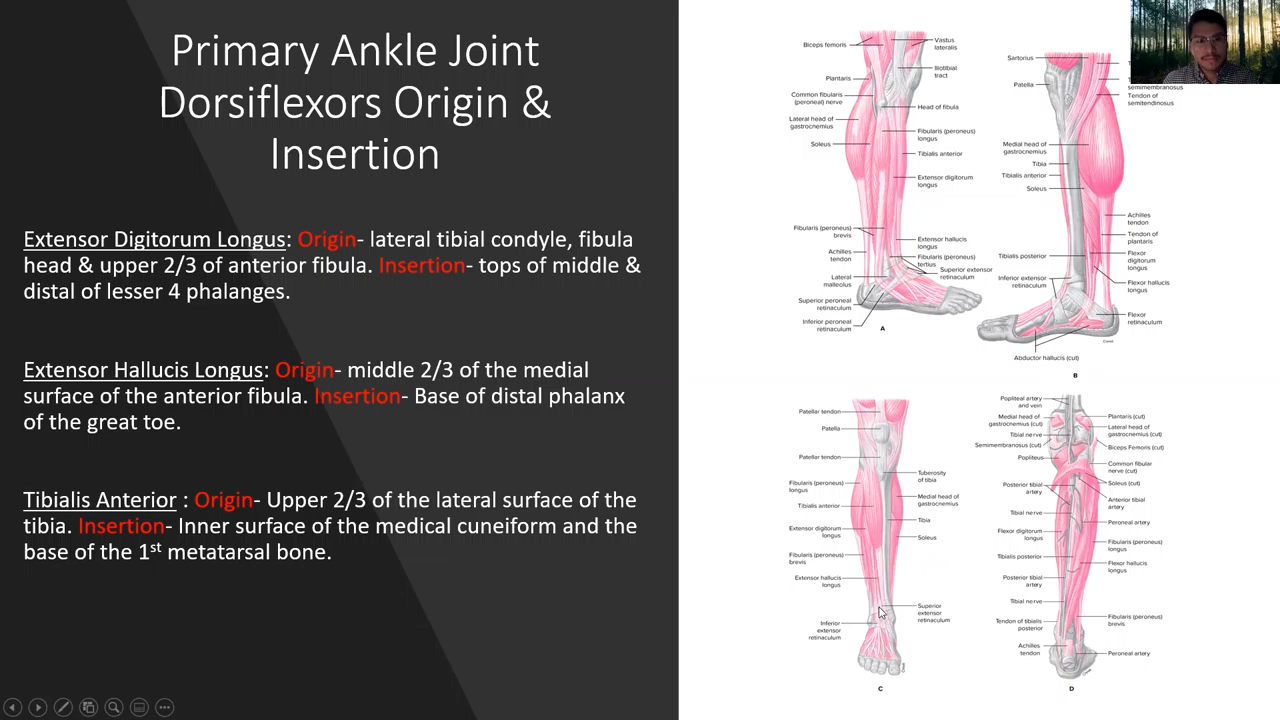 Primary Ankle Joint
Dorsiflexors Origin &
Insertion
Extensor Digitorum Longus: Origin- lateral tibial condyle, fibula
head & upper 2/3 of anterior fibula. Insertion- tops of middle &
distal of lesser 4 phalanges.
Extensor Hallucis Longus: Origin- middle 2/3 of the medial
surface of the anterior fibula. Insertion- Base of distal phalanx
of the great toe.
Tibialis Anterior : Origin- Upper 2/3 of the lateral surface of the
tibia. Insertion- Inner surface of the medical cuneiform and the
base of the 1st metatarsal bone.
Biceps femoris
Plantaris
Common fibularis
(peroneal) nerve
Lateral head of
gastrocnemius
Soleus
Fibularis (peroneus)
brevis
Achilles
tendon
Lateral
malleolus
Superior peroneal
retinaculum
Inferior peroneal
retinaculum
Vastus
lateralis
Iliotibial
tract
Head of fibula
Fibularis (peroneus)
longus
Tibialis anterior
Extensor digitorum
longus
Extensor hallucis
longus
Fibularis (peroneus)
tertius
Superior extensor
retinaculum
A
Sartorius
Patella
Medial head of
gastrocnemius
Tibia
Tibialis anterior
Soleus
Tibialis posterior
Inferior extensor
retinaculum
Abductor hallucis (cut)
semimembranosus
Tendon of
semitendinosus
Achilles
tendon
Tendon of
plantaris
Flexor
digitorum
longus
Flexor hallucis
longus
Flexor
retinaculum
B
Patellar tendon
Patella
Patellar tendon
Fibularis (peroneus)
longus
Tibialis anterior
Extensor digitorum
longus
Fibularis (peroneus)
brevis
Extensor hallucis
longus
Inferior
extensor
retinaculum
Tuberosity
of tibia
Medial head of
gastrocnemius
Tibia
Soleus
Superior
extensor
retinaculum
C
Popliteal artery
and vein
Medial head of
gastrocnemius (cut)
Tibial nerve
Semimembranosus (cut)
Popliteus
Posterior tibial
artery
Tibial nerve
Flexor digitorum
longus
Tibialis posterior
Posterior tibial
artery
Tibial nerve
Tendon of tibialis
posterior
Achilles
tendon
Plantaris (cut)
Lateral head of
gastrocnemius (cut)
Biceps Femoris (cut)
Common fibular
nerve (cut)
Soleus (cut)
Anterior tibial
artery
Peroneal artery
Fibularis (peroneus)
longus
Flexor hallucis
longus
Fibularis (peroneus)
brevis
Peroneal artery
D